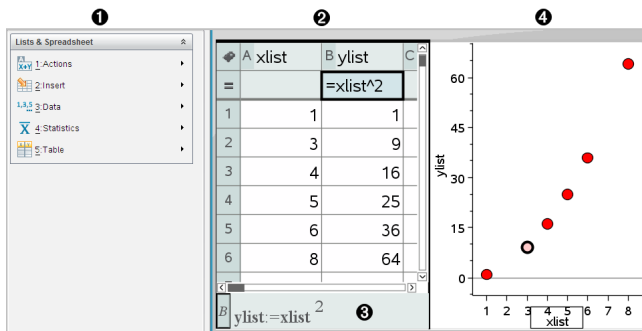 ❶ ❷ ❹
Lists & Spreadsheet
1:Actions
2:Insert
3:Data
4:Statistics
5:Table
A xlist B ylist C
= =xlist^2
1 1 1
2 3 9
3 4 16
4 5 25
5 6 36
6 8 64
B ylist:=xlist 2 ❸
ylist
60
45
30
15
0
1 2 3 4 5 6 7 8
xlist